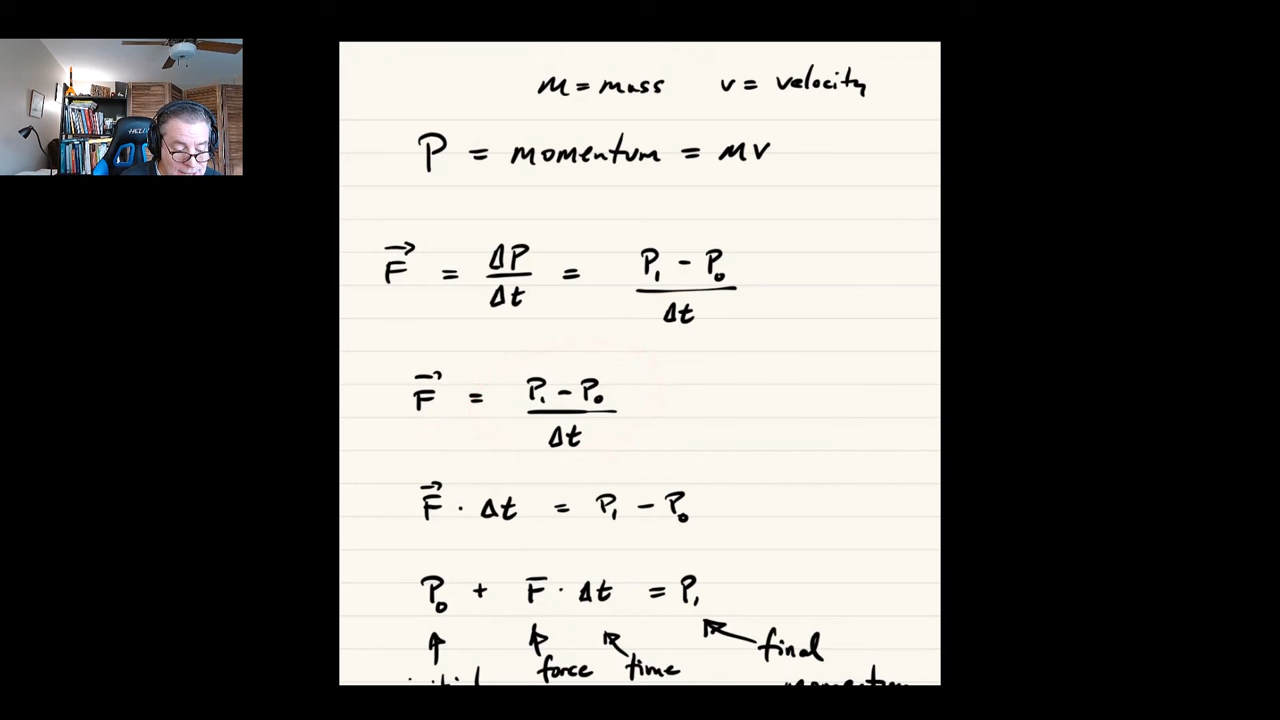 m = mass v = velocity
P = momentum = mv
F⃗ = ΔP/Δt = P₁ - P₀/Δt
F⃗ = P₁ - P₀/Δt
F⃗ · Δt = P₁ - P₀
P₀ + F̅ · Δt = P₁
force time final